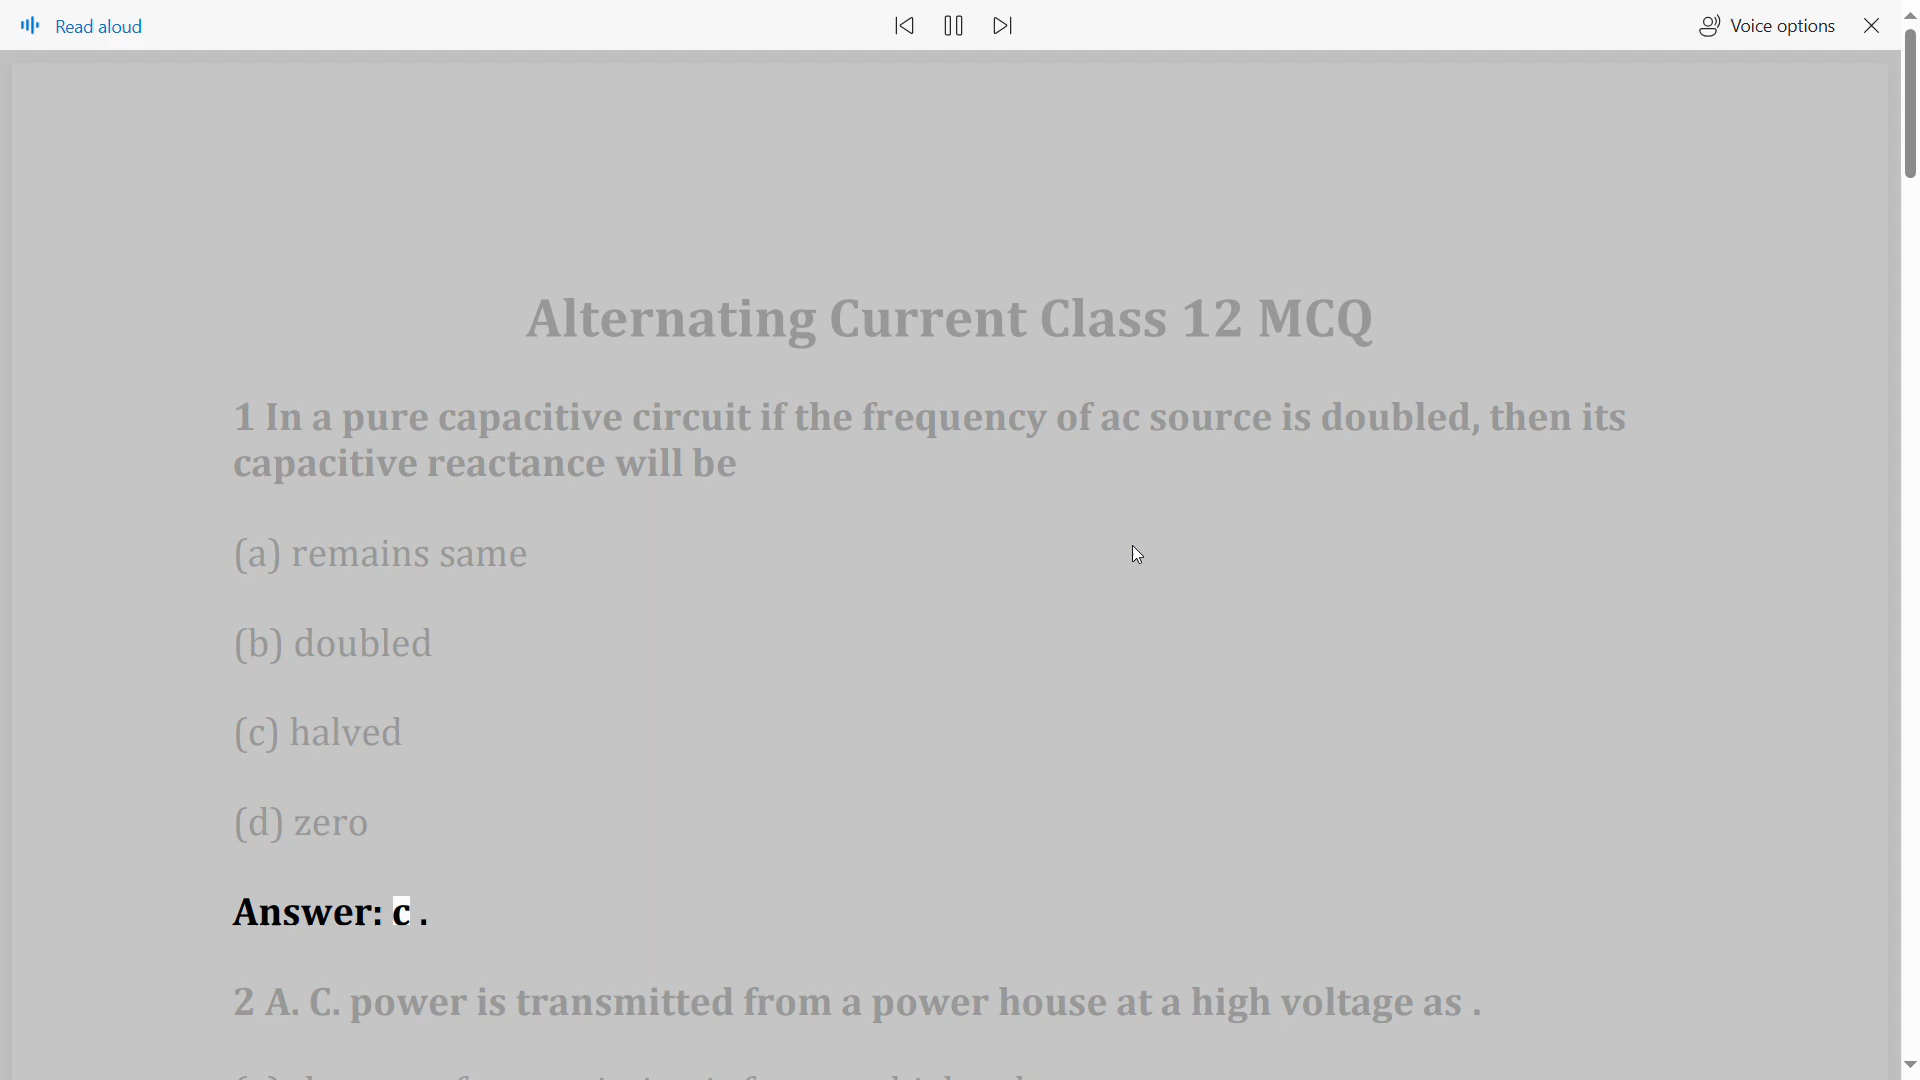 Read aloud
Voice options
Alternating Current Class 12 MCQ
1 In a pure capacitive circuit if the frequency of ac source is doubled, then its
capacitive reactance will be
(a) remains same
(b) doubled
(c) halved
(d) zero
Answer: c .
2 A. C. power is transmitted from a power house at a high voltage as .